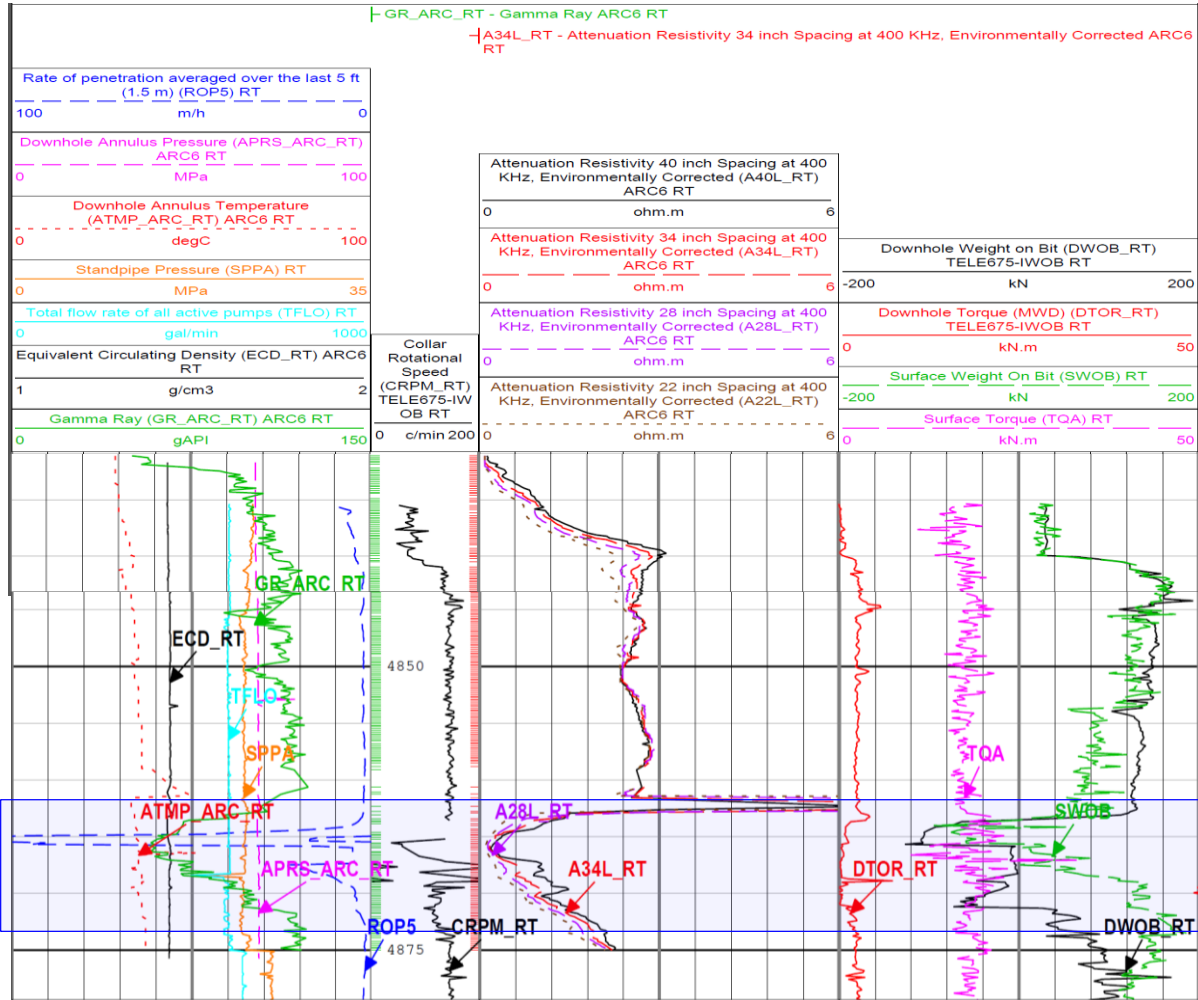 GR_ARC_RT - Gamma Ray ARC6 RT
A34L_RT - Attenuation Resistivity 34 inch Spacing at 400 KHz, Environmentally Corrected ARC6
RT
Rate of penetration averaged over the last 5 ft
(1.5 m) (ROP5) RT
100 m/h 0
Downhole Annulus Pressure (APRS_ARC_RT)
ARC6 RT
0 MPa 100
Downhole Annulus Temperature
(ATMP_ARC_RT) ARC6 RT
0 degC 100
Standpipe Pressure (SPPA) RT
0 MPa 35
Total flow rate of all active pumps (TFLO) RT
0 gal/min 1000
Equivalent Circulating Density (ECD_RT) ARC6
RT
1 g/cm3 2
Gamma Ray (GR_ARC_RT) ARC6 RT
0 gAPI 150
Collar
Rotational
Speed
(CRPM_RT)
TELE675-IW
OB RT
0 c/min 200
Attenuation Resistivity 40 inch Spacing at 400
KHz, Environmentally Corrected (A40L_RT)
ARC6 RT
0 ohm.m 6
Attenuation Resistivity 34 inch Spacing at 400
KHz, Environmentally Corrected (A34L_RT)
ARC6 RT
0 ohm.m 6
Attenuation Resistivity 28 inch Spacing at 400
KHz, Environmentally Corrected (A28L_RT)
ARC6 RT
0 ohm.m 6
Attenuation Resistivity 22 inch Spacing at 400
KHz, Environmentally Corrected (A22L_RT)
ARC6 RT
0 ohm.m 6
Downhole Weight on Bit (DWOB_RT)
TELE675-IWOB RT
-200 kN 200
Downhole Torque (MWD) (DTOR_RT)
TELE675-IWOB RT
0 kN.m 50
Surface Weight On Bit (SWOB) RT
-200 kN 200
Surface Torque (TQA) RT
0 kN.m 50
GR_ARC_RT
ECD_RT
4850
TFLO
SPPA
TQA
ATMP_ARC_RT
A28L_RT
SWOB
APRS_ARC_RT
A34L_RT
DTOR_RT
ROP5
CRPM_RT
DWOB_RT
4875